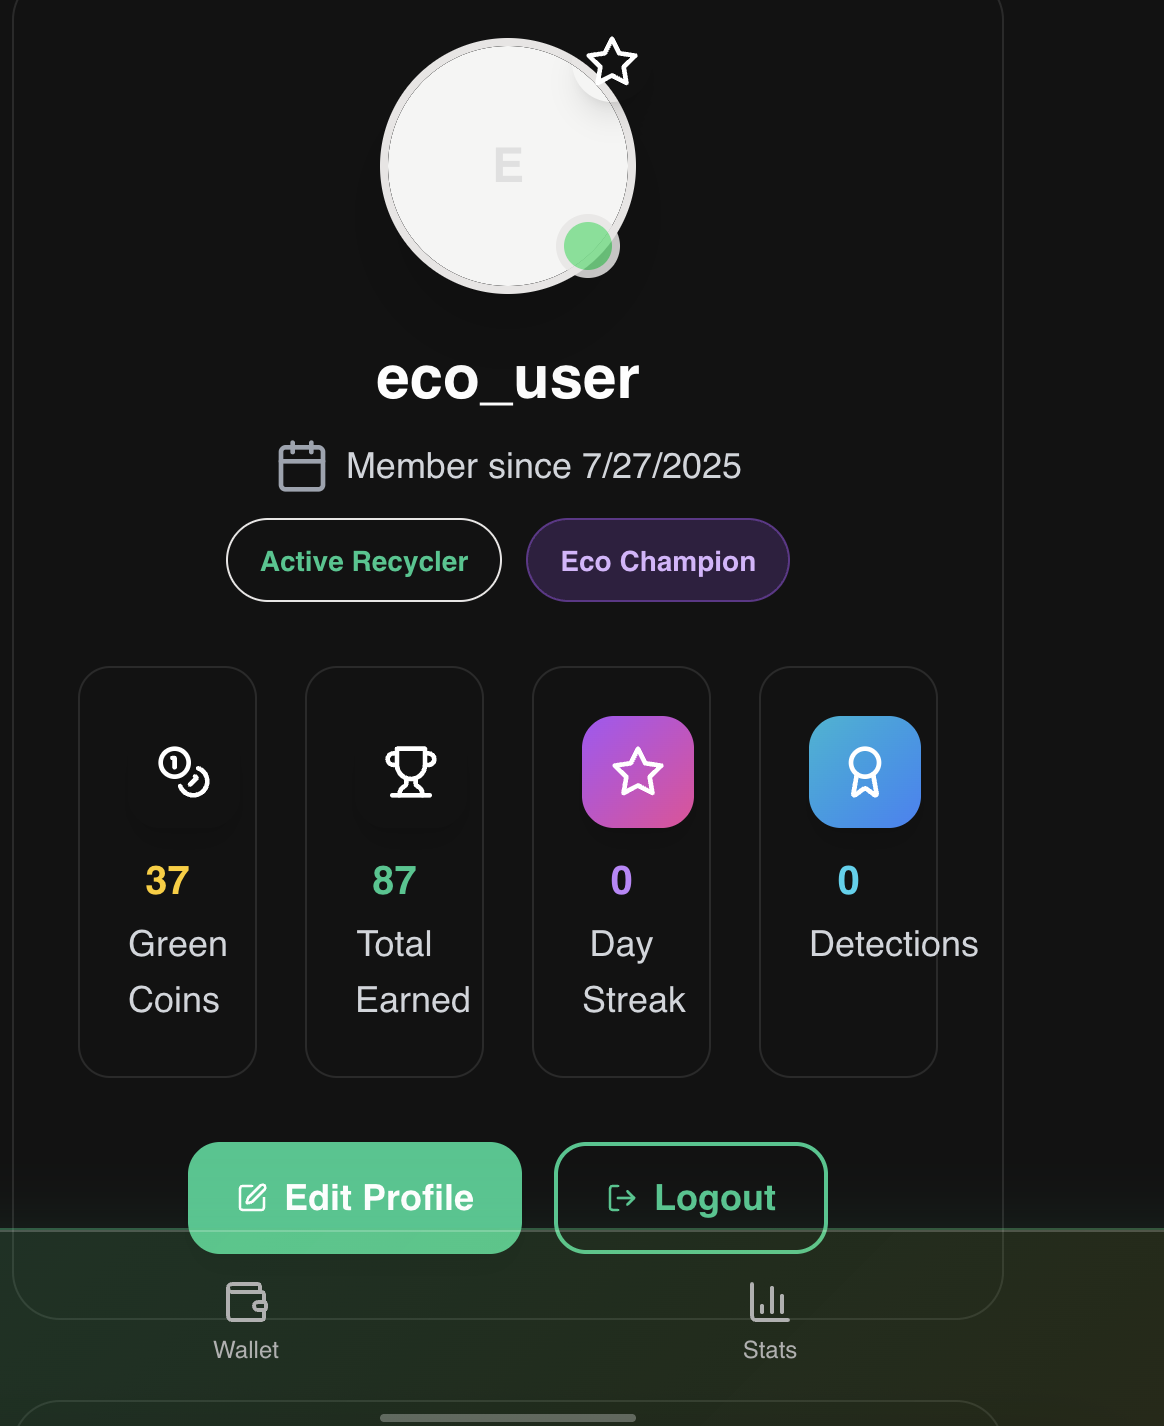 E
eco_user
Member since 7/27/2025
Active Recycler
Eco Champion
37
Green
Coins
87
Total
Earned
0
Day
Streak
0
Detections
Edit Profile
Logout
Wallet
Stats